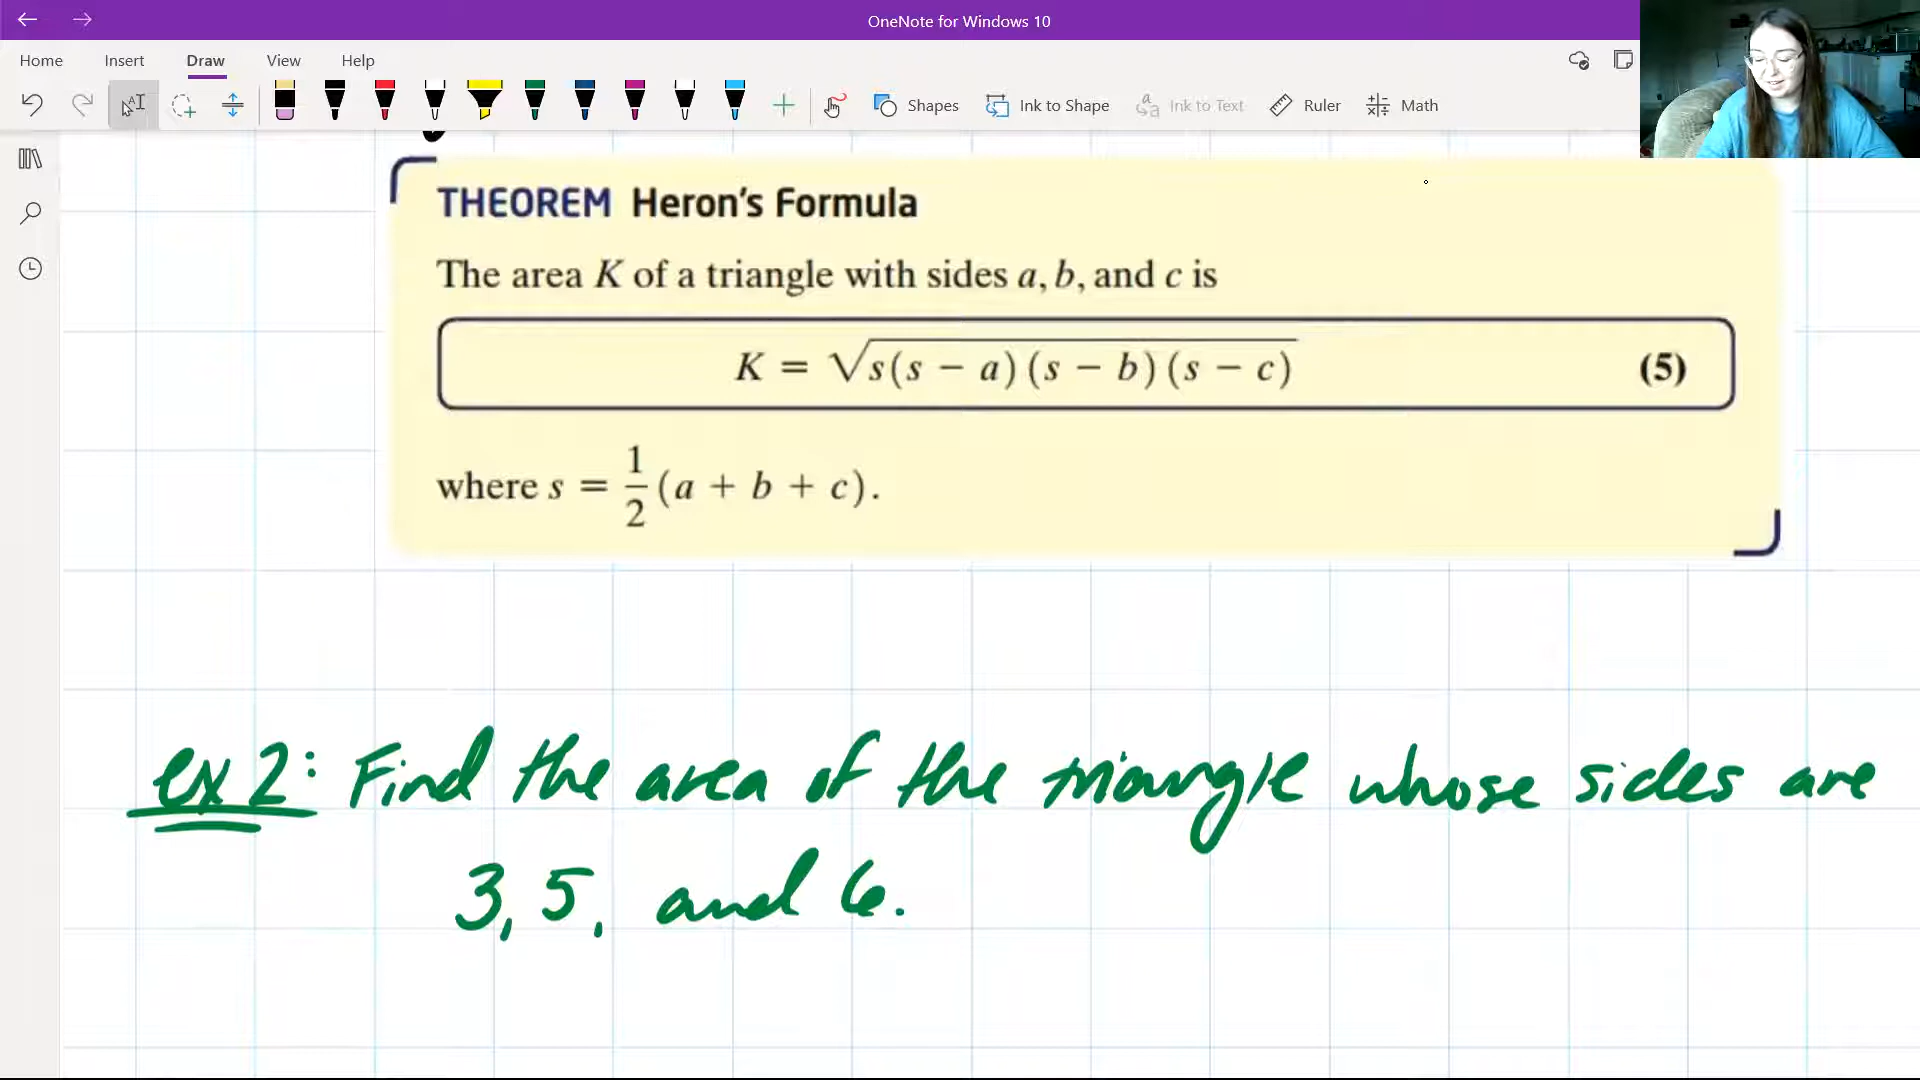 OneNote for Windows 10
Home Insert Draw View Help
Shapes Ink to Shape Ink to Text Ruler Math
THEOREM Heron's Formula
The area K of a triangle with sides a, b, and c is
K = √s(s − a)(s − b)(s − c) (5)
where s = 1/2 (a + b + c).
ex 2: Find the area of the triangle whose sides are
3, 5, and 6.